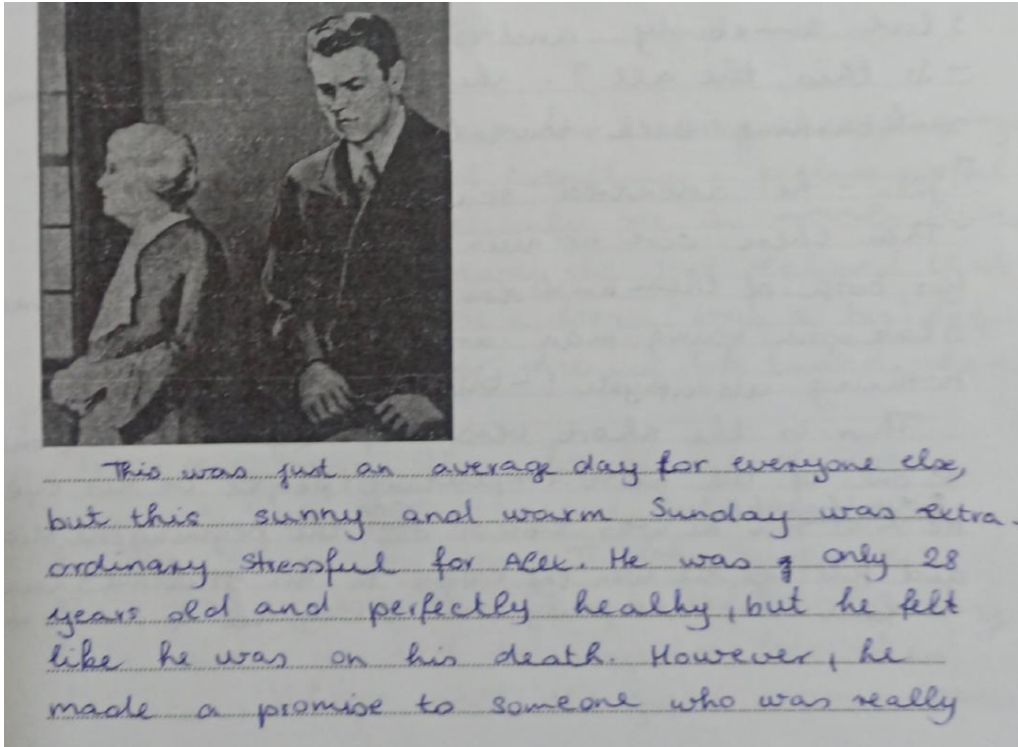 This was just an average day for everyone else,
but this sunny and warm Sunday was extra-
ordinary stressful for Alek. He was only 28
years old and perfectly healhy, but he felt
like he was on his death. However, he
made a promise to someone who was really